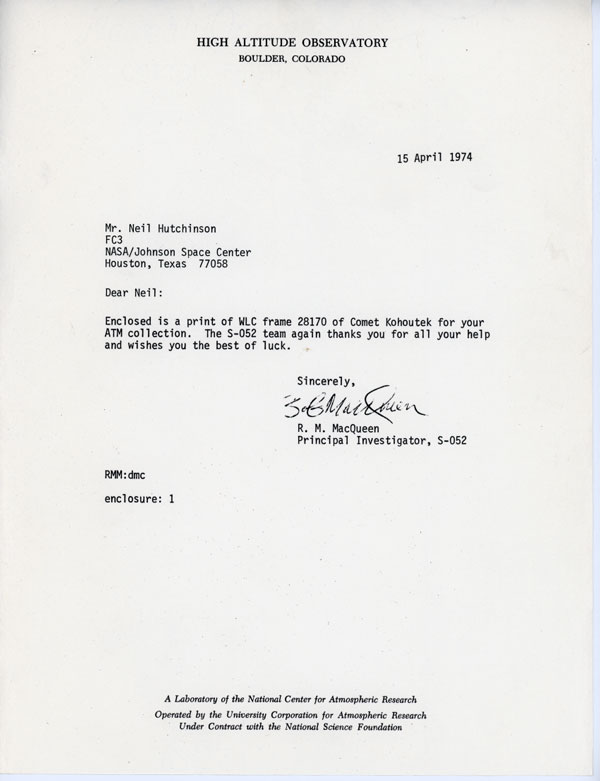 HIGH ALTITUDE OBSERVATORY
BOULDER, COLORADO
15 April 1974
Mr. Neil Hutchinson
FC3
NASA/Johnson Space Center
Houston, Texas  77058
Dear Neil:
Enclosed is a print of WLC frame 28170 of Comet Kohoutek for your
ATM collection.  The S-052 team again thanks you for all your help
and wishes you the best of luck.
Sincerely,
Bob MacQueen
R. M. MacQueen
Principal Investigator, S-052
RMM:dmc
enclosure: 1
A Laboratory of the National Center for Atmospheric Research
Operated by the University Corporation for Atmospheric Research
Under Contract with the National Science Foundation